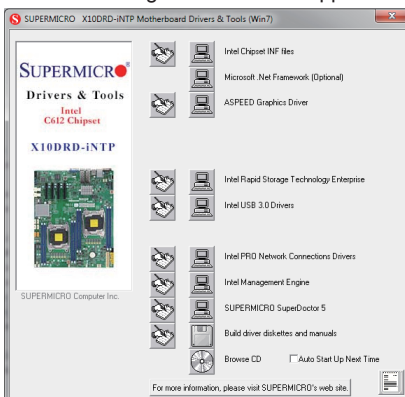 SUPERMICRO X10DRD-iNTP Motherboard Drivers & Tools (Win7)
SUPERMICRO
Drivers & Tools
Intel
C612 Chipset
X10DRD-iNTP
SUPERMICRO Computer Inc.
Intel Chipset INF files
Microsoft .Net Framework (Optional)
ASPEED Graphics Driver
Intel Rapid Storage Technology Enterprise
Intel USB 3.0 Drivers
Intel PRO Network Connections Drivers
Intel Management Engine
SUPERMICRO SuperDoctor 5
Build driver diskettes and manuals
Browse CD
Auto Start Up Next Time
For more information, please visit SUPERMICRO's web site.